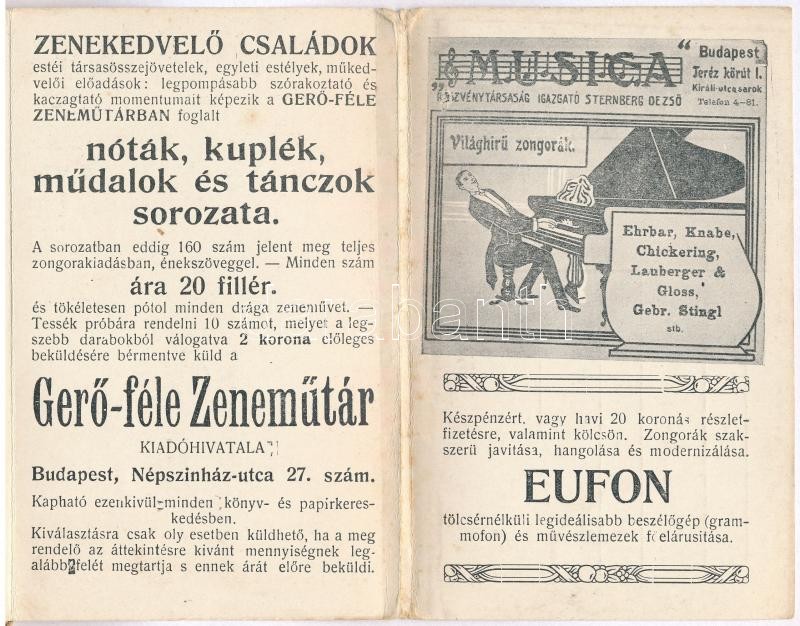 ZENEKEDVELŐ CSALÁDOK
estéi társasösszejövetelek, egyleti estélyek, műked-
velői előadások: legpompásabb szórakoztató és
kaczagtató momentumait képezik a GERŐ-FÉLE
ZENEMŰTÁRBAN foglalt
nóták, kuplék,
műdalok és tánczok
sorozata.
A sorozatban eddig 160 szám jelent meg teljes
zongorakiadásban, énekszöveggel. — Minden szám
ára 20 fillér.
és tökéletesen pótol minden drága zeneművet. —
Tessék próbára rendelni 10 számot, melyet a leg-
szebb darabokból válogatva 2 korona előleges
beküldésére bérmentve küld a
Gerő-féle Zeneműtár
KIADÓHIVATALA
Budapest, Népszinház-utca 27. szám.
Kapható ezenkivül minden könyv- és papirkeres-
kedésben.
Kiválasztásra csak oly esetben küldhető, ha a meg
rendelő az áttekintésre kivánt mennyiségnek leg-
alább felét megtartja s ennek árát előre beküldi.
„MUSICA"
RÉSZVÉNYTÁRSASÁG IGAZGATÓ STERNBERG DEZSŐ
Budapest
Teréz körút 1.
Király-utca sarok
Telefon 4—81.
Világhirű zongorák.
Ehrbar, Knabe,
Chickering,
Lauberger &
Gloss,
Gebr. Stingl
stb.
Készpénzért, vagy havi 20 koronás részlet-
fizetésre, valamint kölcsön. Zongorák szak-
szerü javitása, hangolása és modernizálása.
EUFON
tölcsérnélküli legideálisabb beszélőgép (gram-
mofon) és művészlemezek főelárusitása.